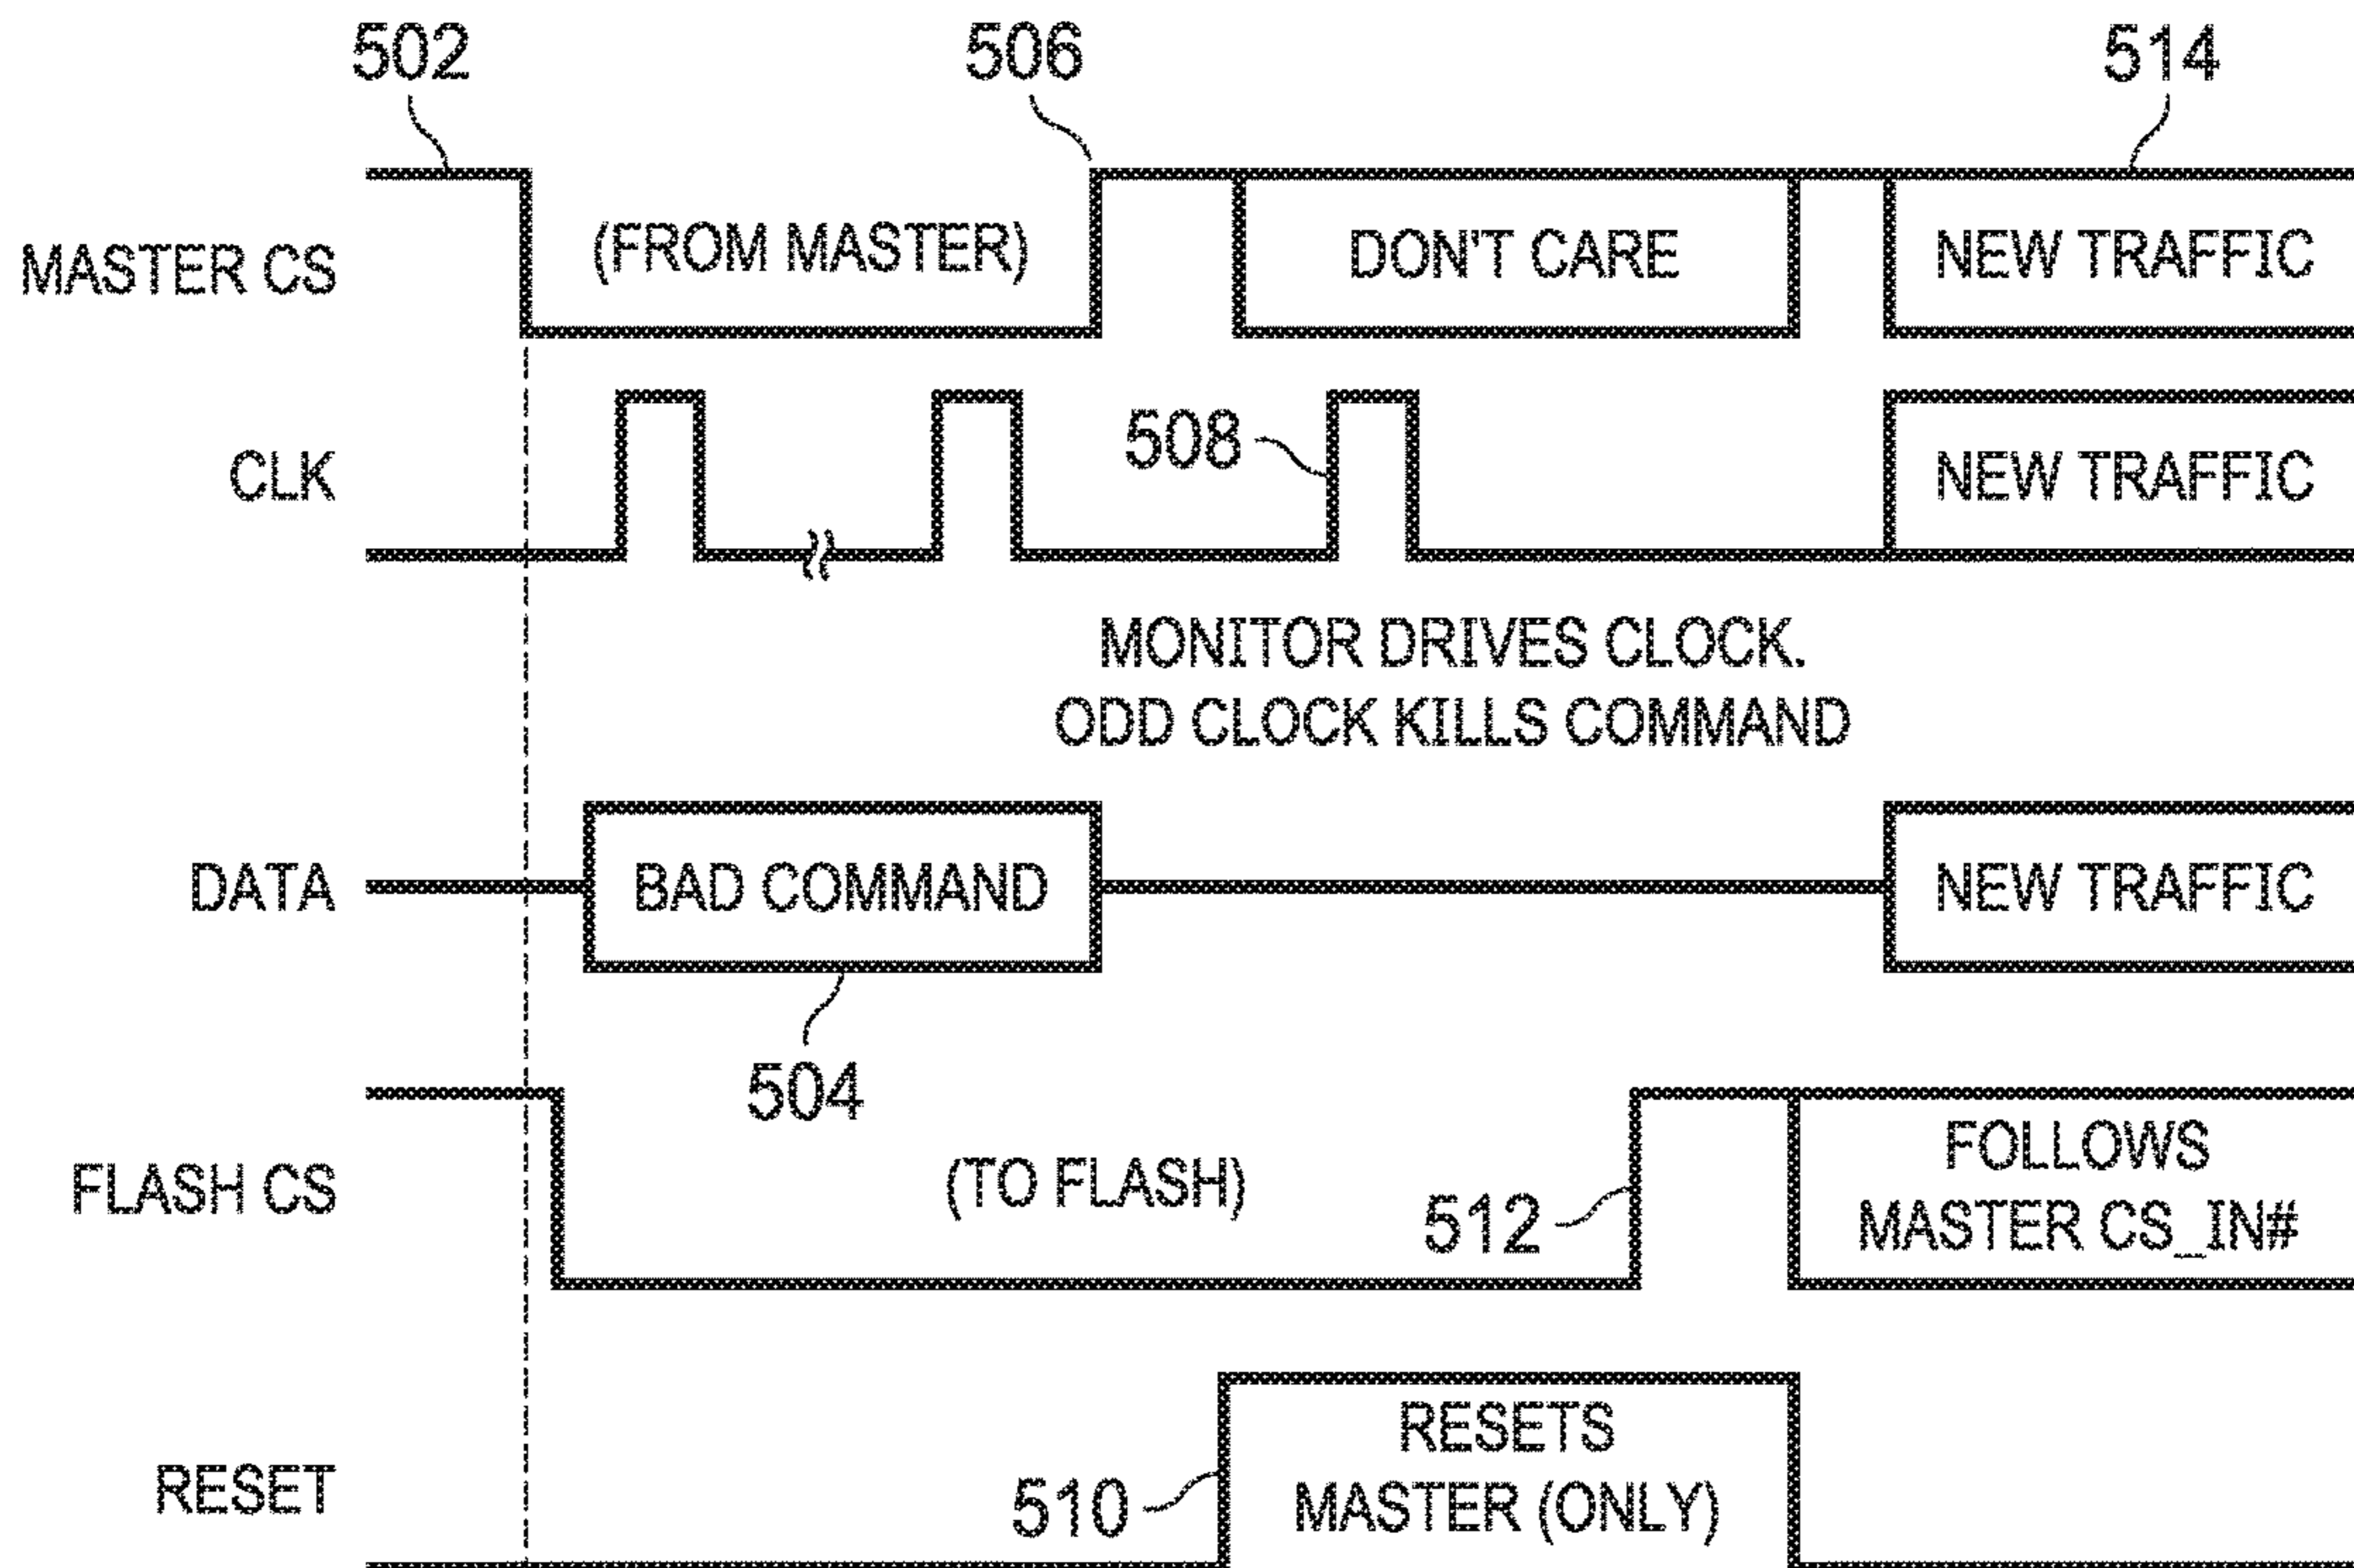 502
506
514
MASTER CS
(FROM MASTER)
DON'T CARE
NEW TRAFFIC
CLK
508
NEW TRAFFIC
MONITOR DRIVES CLOCK.
ODD CLOCK KILLS COMMAND
DATA
BAD COMMAND
NEW TRAFFIC
504
FLASH CS
(TO FLASH)
512
FOLLOWS
MASTER CS_IN#
RESET
510
RESETS
MASTER (ONLY)